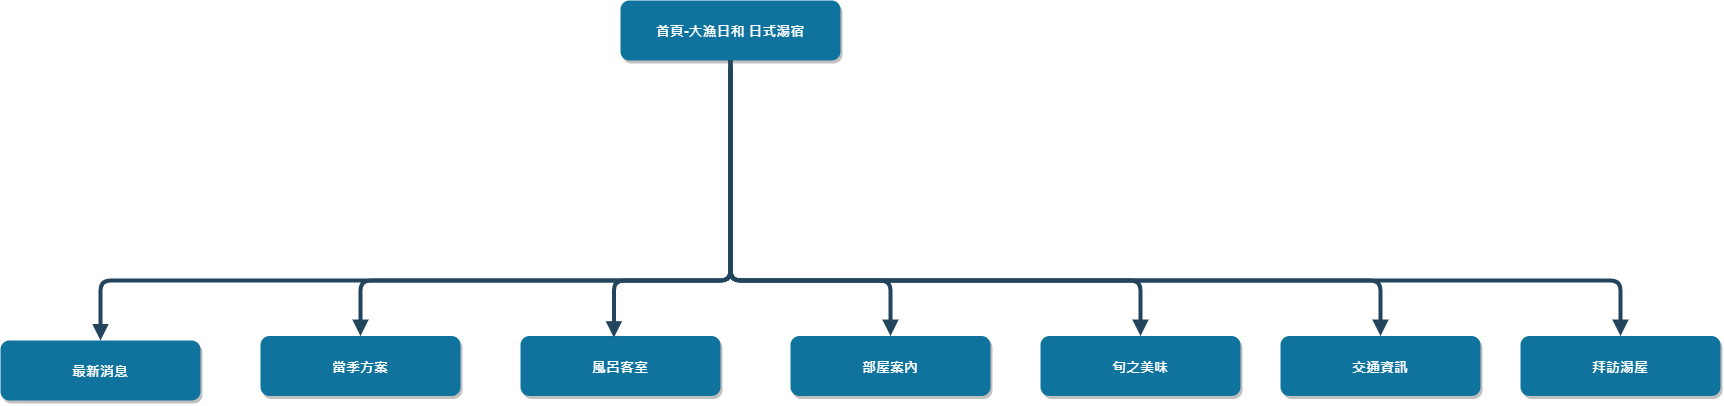 首頁-大漁日和 日式湯宿
最新消息
當季方案
風呂客室
部屋案內
旬之美味
交通資訊
拜訪湯屋